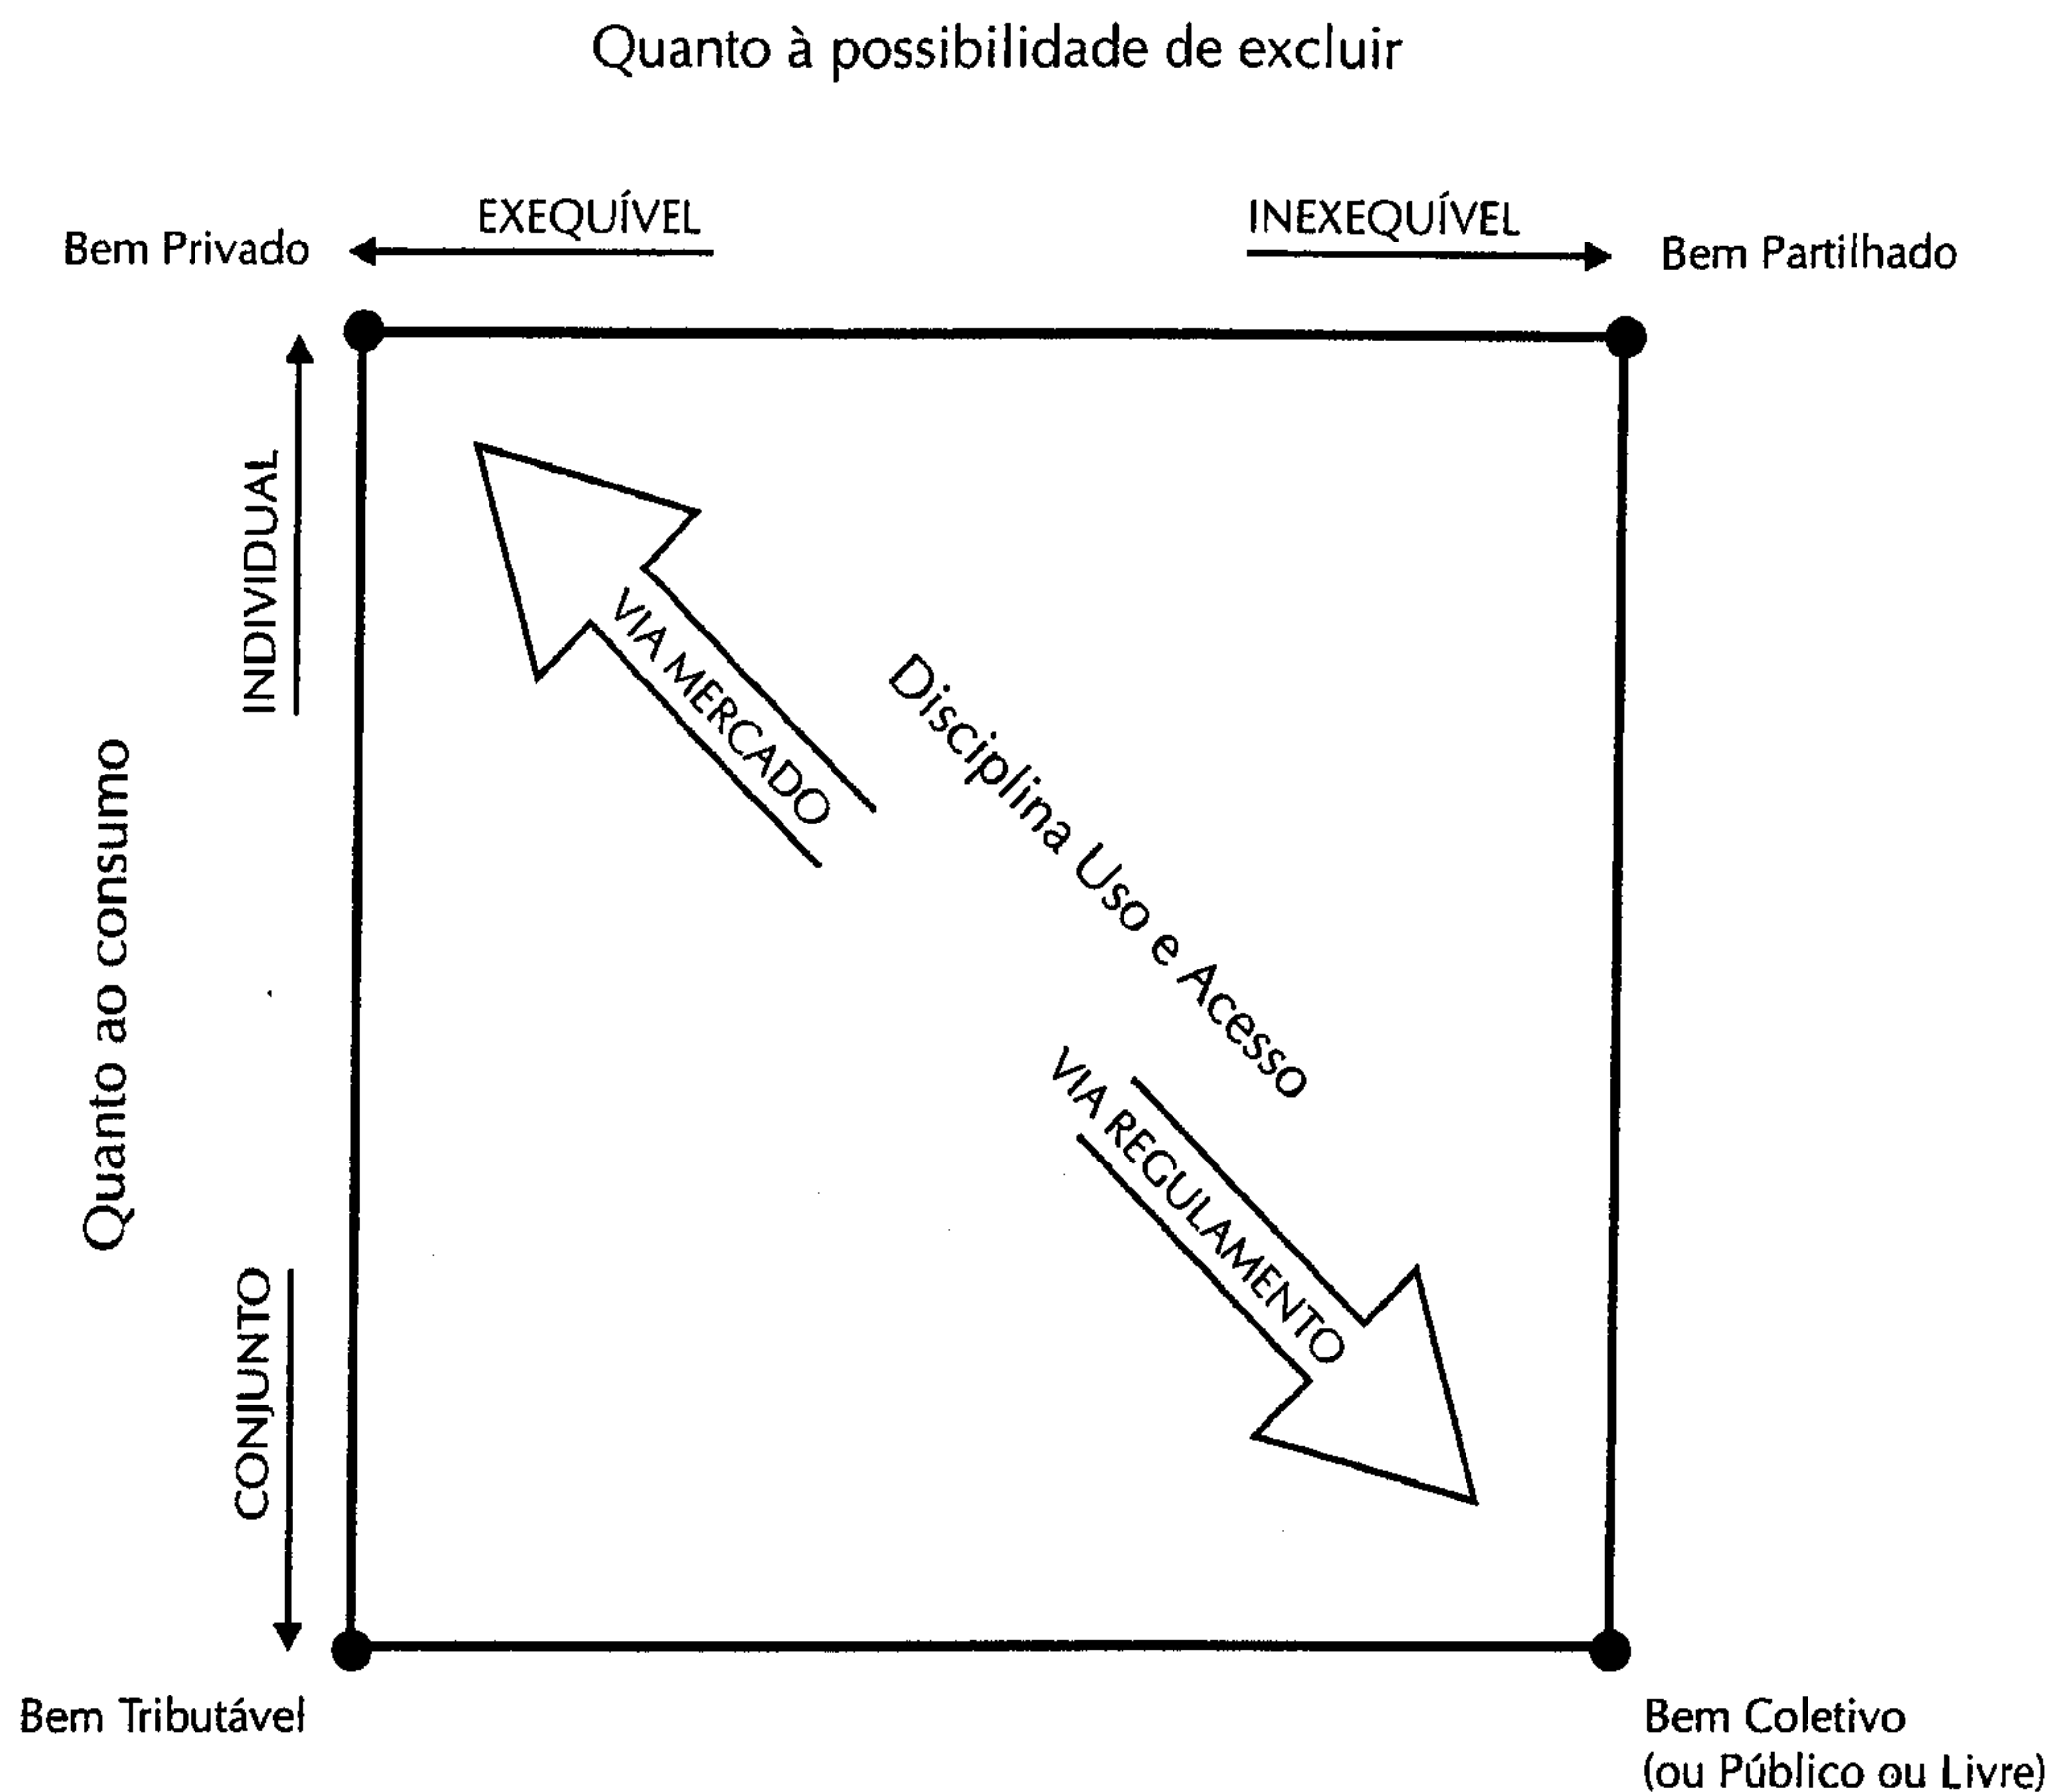 Quanto à possibilidade de excluir
EXEQUÍVEL
INEXEQUÍVEL
Bem Privado
Bem Partilhado
INDIVIDUAL
VIA MERCADO
Disciplina Uso e Acesso
Quanto ao consumo
VIA REGULAMENTO
CONJUNTO
Bem Tributável
Bem Coletivo
(ou Público ou Livre)